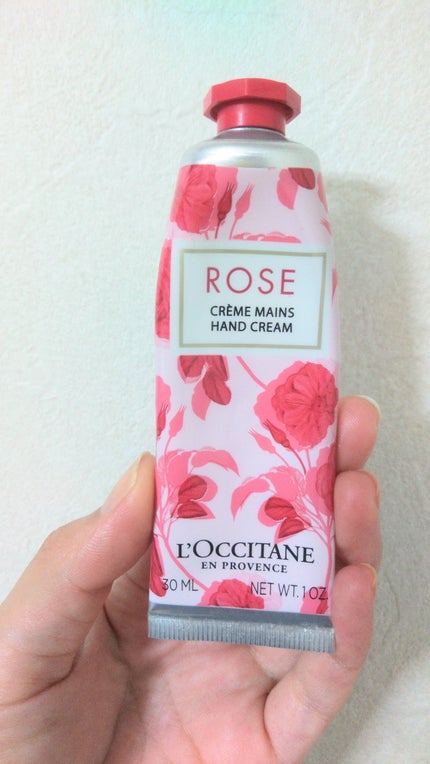 ROSE
CRÈME MAINS
HAND CREAM
L'OCCITANE
EN PROVENCE
30 ML NET WT. 1 OZ.